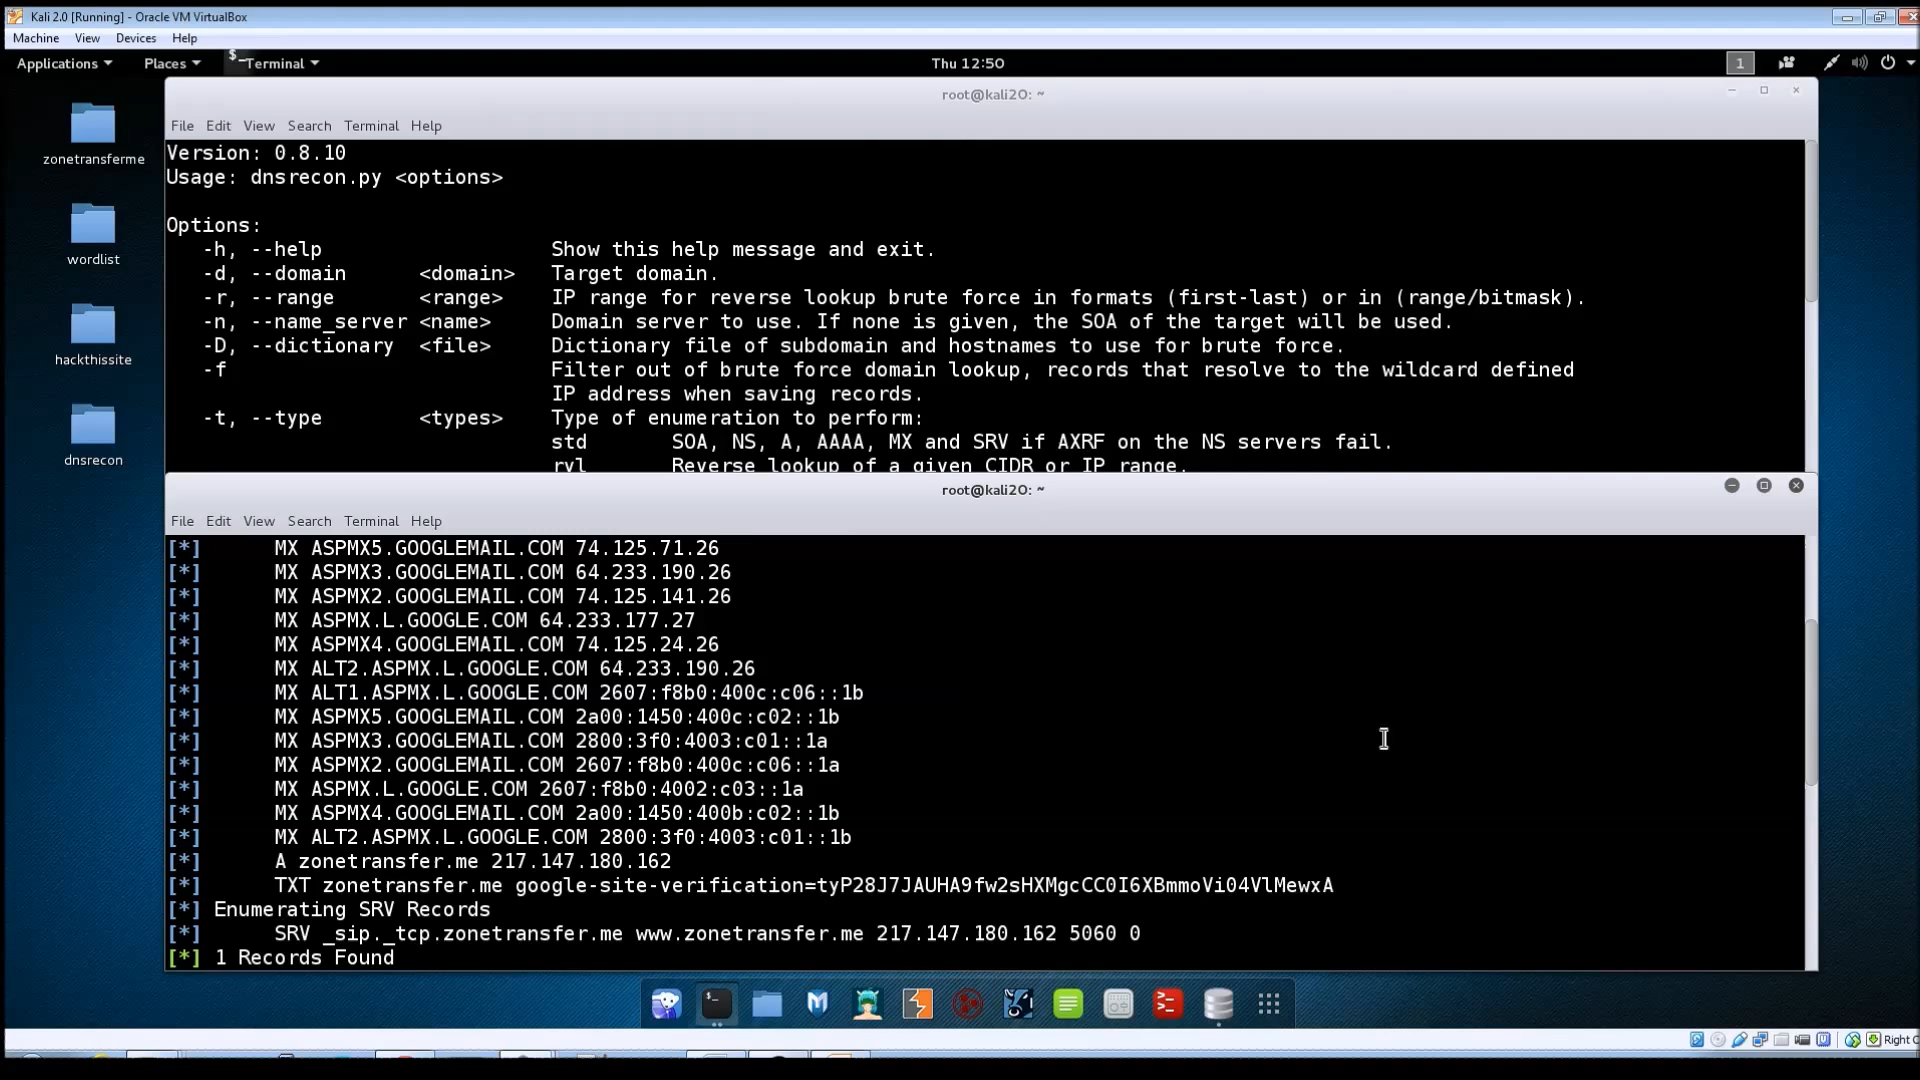 Kali 2.0 [Running] - Oracle VM VirtualBox
Machine View Devices Help
Applications Places Terminal Thu 12:50 1
root@kali20: ~
File Edit View Search Terminal Help
zonetransferme
wordlist
hackthissite
dnsrecon
Version: 0.8.10
Usage: dnsrecon.py <options>
Options:
-h, --help Show this help message and exit.
-d, --domain <domain> Target domain.
-r, --range <range> IP range for reverse lookup brute force in formats (first-last) or in (range/bitmask).
-n, --name_server <name> Domain server to use. If none is given, the SOA of the target will be used.
-D, --dictionary <file> Dictionary file of subdomain and hostnames to use for brute force.
-f Filter out of brute force domain lookup, records that resolve to the wildcard defined
IP address when saving records.
-t, --type <types> Type of enumeration to perform:
std SOA, NS, A, AAAA, MX and SRV if AXRF on the NS servers fail.
rvl Reverse lookup of a given CIDR or IP range.
root@kali20: ~
File Edit View Search Terminal Help
[*] MX ASPMX5.GOOGLEMAIL.COM 74.125.71.26
[*] MX ASPMX3.GOOGLEMAIL.COM 64.233.190.26
[*] MX ASPMX2.GOOGLEMAIL.COM 74.125.141.26
[*] MX ASPMX.L.GOOGLE.COM 64.233.177.27
[*] MX ASPMX4.GOOGLEMAIL.COM 74.125.24.26
[*] MX ALT2.ASPMX.L.GOOGLE.COM 64.233.190.26
[*] MX ALT1.ASPMX.L.GOOGLE.COM 2607:f8b0:400c:c06::1b
[*] MX ASPMX5.GOOGLEMAIL.COM 2a00:1450:400c:c02::1b
[*] MX ASPMX3.GOOGLEMAIL.COM 2800:3f0:4003:c01::1a
[*] MX ASPMX2.GOOGLEMAIL.COM 2607:f8b0:400c:c06::1a
[*] MX ASPMX.L.GOOGLE.COM 2607:f8b0:4002:c03::1a
[*] MX ASPMX4.GOOGLEMAIL.COM 2a00:1450:400b:c02::1b
[*] MX ALT2.ASPMX.L.GOOGLE.COM 2800:3f0:4003:c01::1b
[*] A zonetransfer.me 217.147.180.162
[*] TXT zonetransfer.me google-site-verification=tyP28J7JAUHA9fw2sHXMgcCC0I6XBmmoVi04VlMewxA
[*] Enumerating SRV Records
[*] SRV _sip._tcp.zonetransfer.me www.zonetransfer.me 217.147.180.162 5060 0
[*] 1 Records Found
Right C